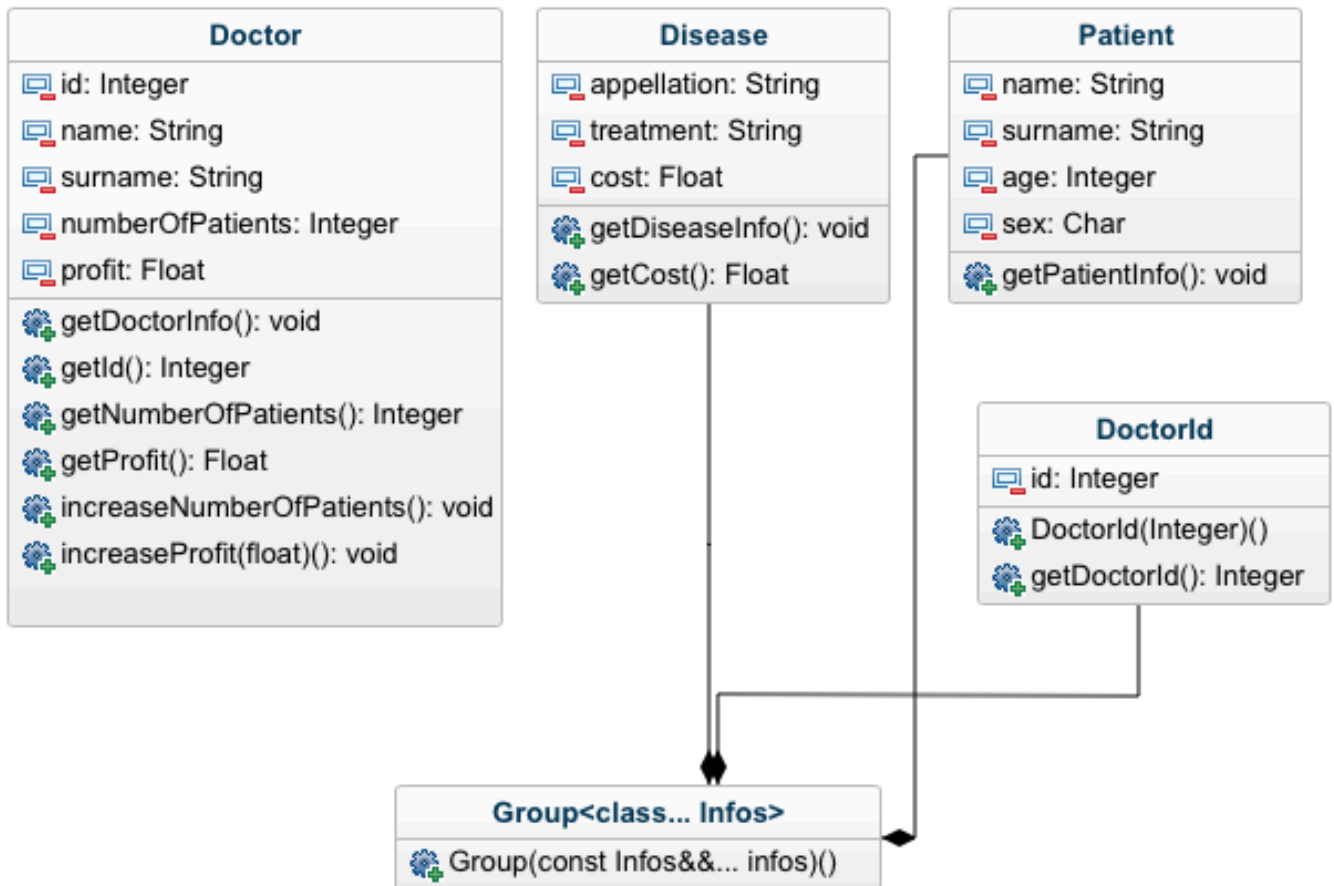 Doctor
id: Integer
name: String
surname: String
numberOfPatients: Integer
profit: Float
getDoctorInfo(): void
getId(): Integer
getNumberOfPatients(): Integer
getProfit(): Float
increaseNumberOfPatients(): void
increaseProfit(float)(): void
Disease
appellation: String
treatment: String
cost: Float
getDiseaseInfo(): void
getCost(): Float
Patient
name: String
surname: String
age: Integer
sex: Char
getPatientInfo(): void
DoctorId
id: Integer
DoctorId(Integer)()
getDoctorId(): Integer
Group<class... Infos>
Group(const Infos&&... infos)()